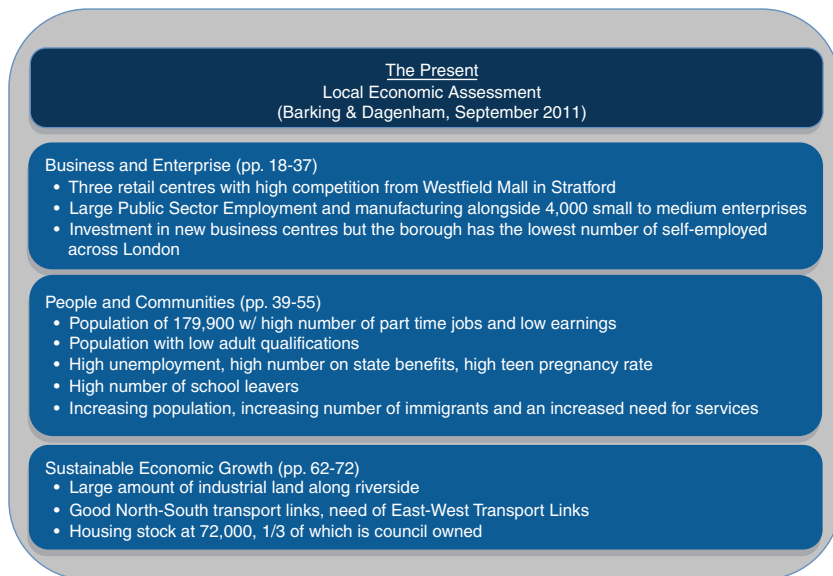 The Present
Local Economic Assessment
(Barking & Dagenham, September 2011)
Business and Enterprise (pp. 18-37)
• Three retail centres with high competition from Westfield Mall in Stratford
• Large Public Sector Employment and manufacturing alongside 4,000 small to medium enterprises
• Investment in new business centres but the borough has the lowest number of self-employed
across London
People and Communities (pp. 39-55)
• Population of 179,900 w/ high number of part time jobs and low earnings
• Population with low adult qualifications
• High unemployment, high number on state benefits, high teen pregnancy rate
• High number of school leavers
• Increasing population, increasing number of immigrants and an increased need for services
Sustainable Economic Growth (pp. 62-72)
• Large amount of industrial land along riverside
• Good North-South transport links, need of East-West Transport Links
• Housing stock at 72,000, 1/3 of which is council owned